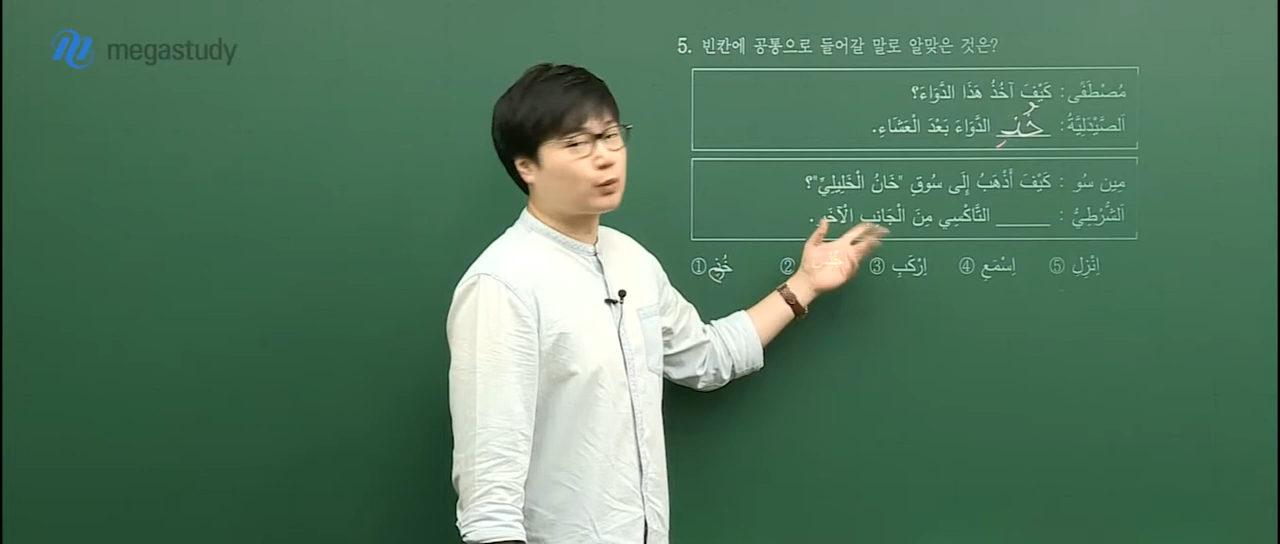 megastudy
5. 빈칸에 공통으로 들어갈 말로 알맞은 것은?
مُصْطَفَى: كَيْفَ آخُذُ هَذَا الدَّوَاءَ؟
اَلصَّيْدَلِيَّةُ: خُذِ الدَّوَاءَ بَعْدَ الْعَشَاءِ.
مِين سُو : كَيْفَ أَذْهَبُ إِلَى سُوقِ "خَانُ الْخَلِيلِيِّ"؟
اَلشُّرْطِيُّ : ______ التَّاكْسِي مِنَ الْجَانِبِ الْآخَرِ.
① خُذِ ② ③ اِرْكَبِ ④ اِسْمَعِ ⑤ اِنْزِلِ